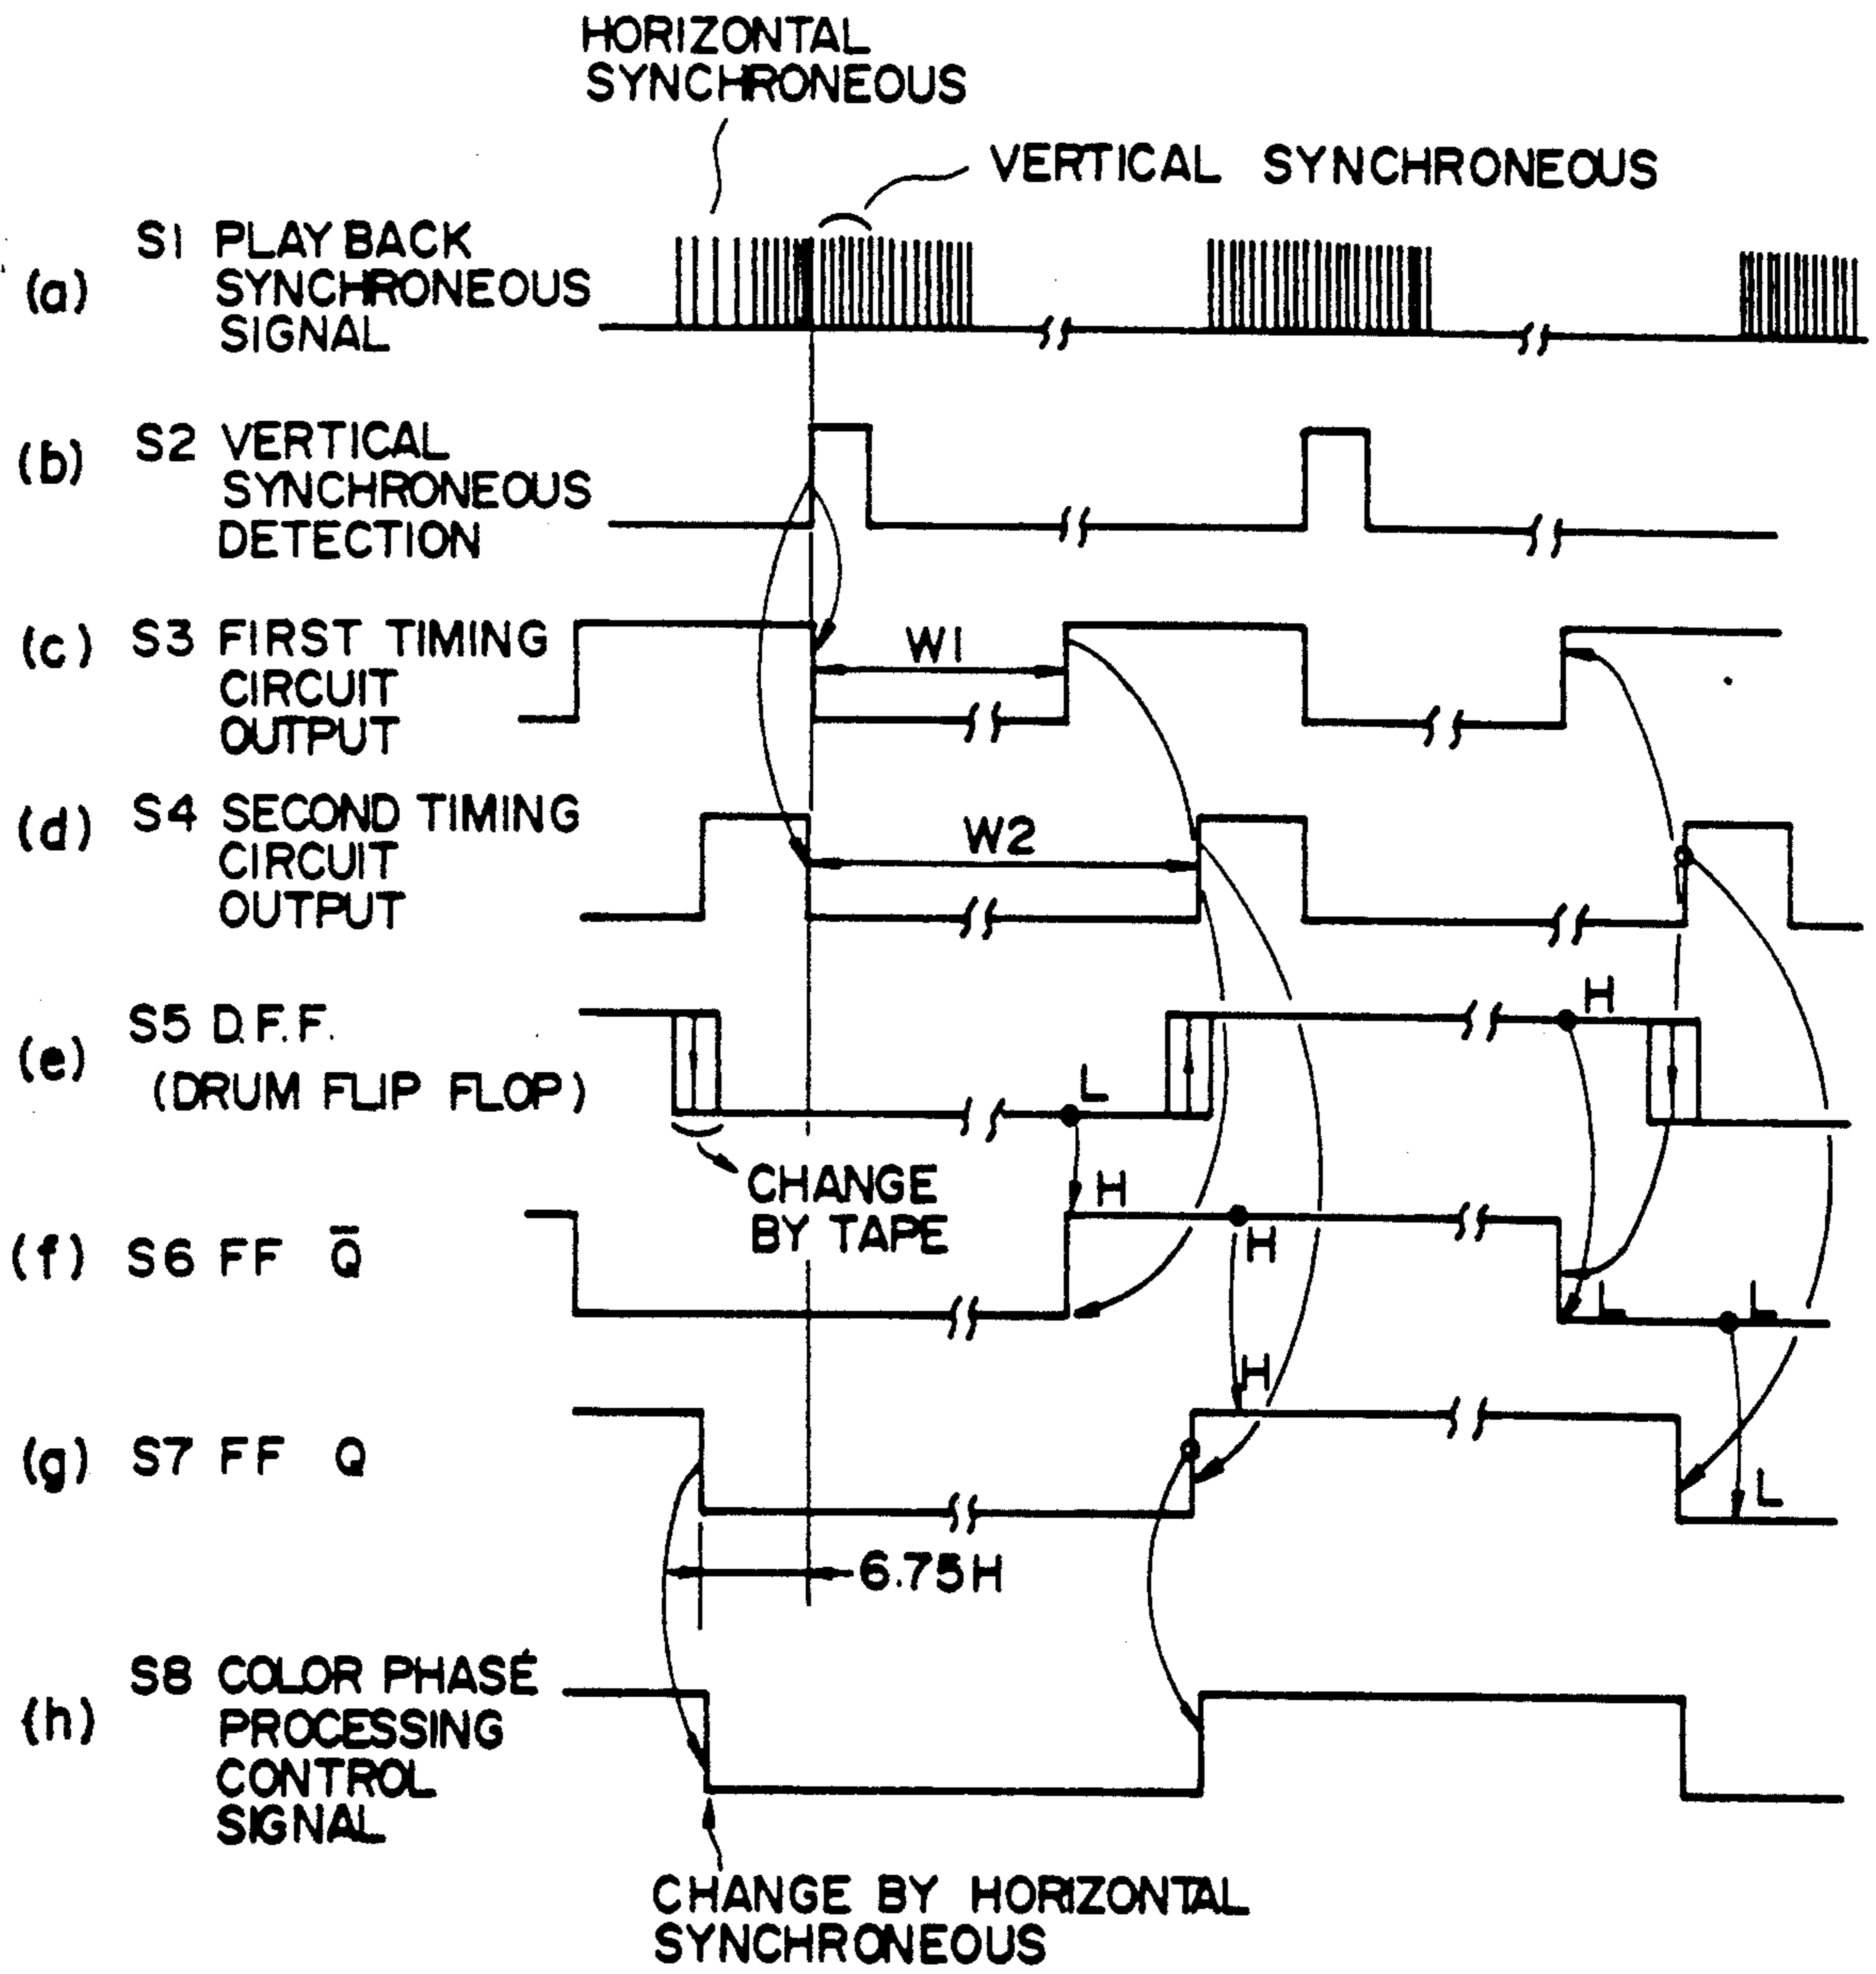 HORIZONTAL
SYNCHRONEOUS
VERTICAL SYNCHRONEOUS
(a) S1 PLAY BACK
SYNCHRONEOUS
SIGNAL
(b) S2 VERTICAL
SYNCHRONEOUS
DETECTION
(c) S3 FIRST TIMING
CIRCUIT
OUTPUT
W1
(d) S4 SECOND TIMING
CIRCUIT
OUTPUT
W2
(e) S5 D.F.F.
(DRUM FLIP FLOP)
L
H
CHANGE
BY TAPE
(f) S6 FF Q̅
H
H
L
L
(g) S7 FF Q
H
L
6.75H
(h) S8 COLOR PHASE
PROCESSING
CONTROL
SIGNAL
CHANGE BY HORIZONTAL
SYNCHRONEOUS